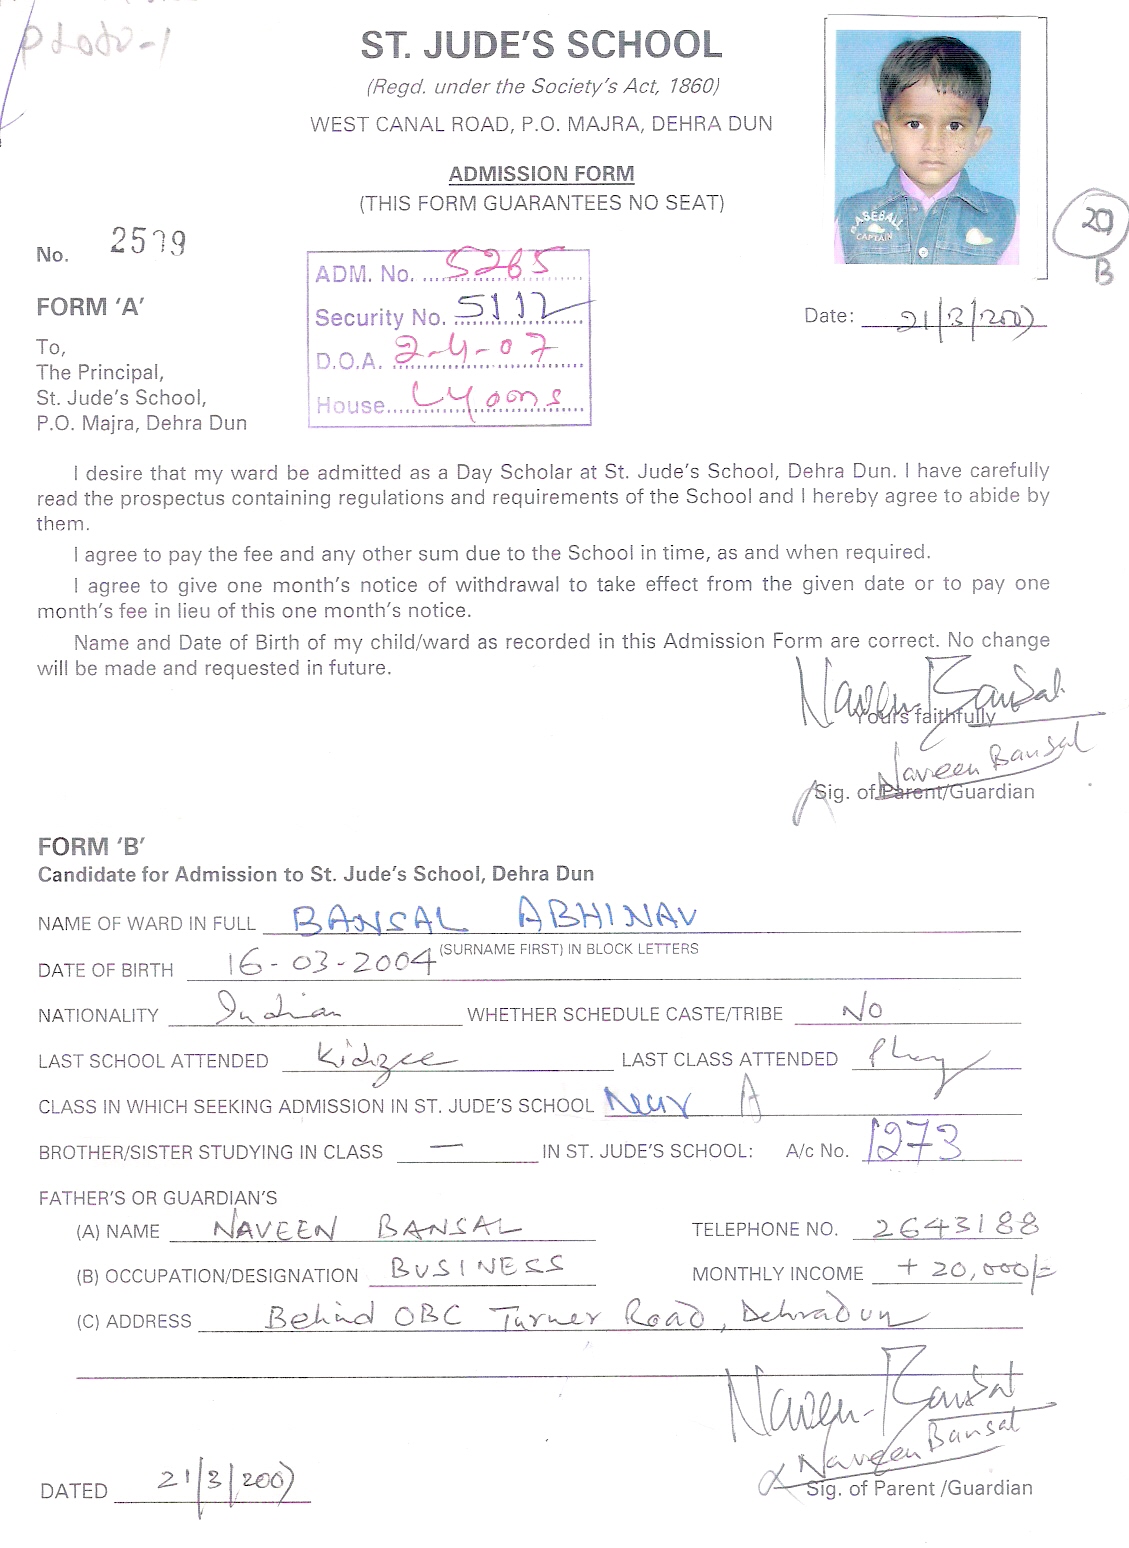 ST. JUDE'S SCHOOL
(Regd. under the Society's Act, 1860)
WEST CANAL ROAD, P.O. MAJRA, DEHRA DUN
ADMISSION FORM
(THIS FORM GUARANTEES NO SEAT)
BASEBALL
CAPTAIN
20
B
No. 2599
ADM. No. 5265
Security No. 5112
D.O.A. 2-4-07
House Lyoons
FORM 'A'
Date: 21/3/2007
To,
The Principal,
St. Jude's School,
P.O. Majra, Dehra Dun
I desire that my ward be admitted as a Day Scholar at St. Jude's School, Dehra Dun. I have carefully
read the prospectus containing regulations and requirements of the School and I hereby agree to abide by
them.
I agree to pay the fee and any other sum due to the School in time, as and when required.
I agree to give one month's notice of withdrawal to take effect from the given date or to pay one
month's fee in lieu of this one month's notice.
Name and Date of Birth of my child/ward as recorded in this Admission Form are correct. No change
will be made and requested in future.
Naveen Bansal
Yours faithfully
Naveen Bansal
Sig. of Parent/Guardian
FORM 'B'
Candidate for Admission to St. Jude's School, Dehra Dun
NAME OF WARD IN FULL BANSAL ABHINAV
(SURNAME FIRST) IN BLOCK LETTERS
DATE OF BIRTH 16-03-2004
NATIONALITY Indian WHETHER SCHEDULE CASTE/TRIBE No
LAST SCHOOL ATTENDED Kidzee LAST CLASS ATTENDED Play
CLASS IN WHICH SEEKING ADMISSION IN ST. JUDE'S SCHOOL Nur A
BROTHER/SISTER STUDYING IN CLASS — IN ST. JUDE'S SCHOOL: A/c No. 1273
FATHER'S OR GUARDIAN'S
(A) NAME NAVEEN BANSAL TELEPHONE NO. 2643188
(B) OCCUPATION/DESIGNATION BUSINESS MONTHLY INCOME + 20,000/=
(C) ADDRESS Behind OBC Turner Road, Dehradun
Naveen Bansal
Naveen Bansal
DATED 21/3/2007 Sig. of Parent /Guardian